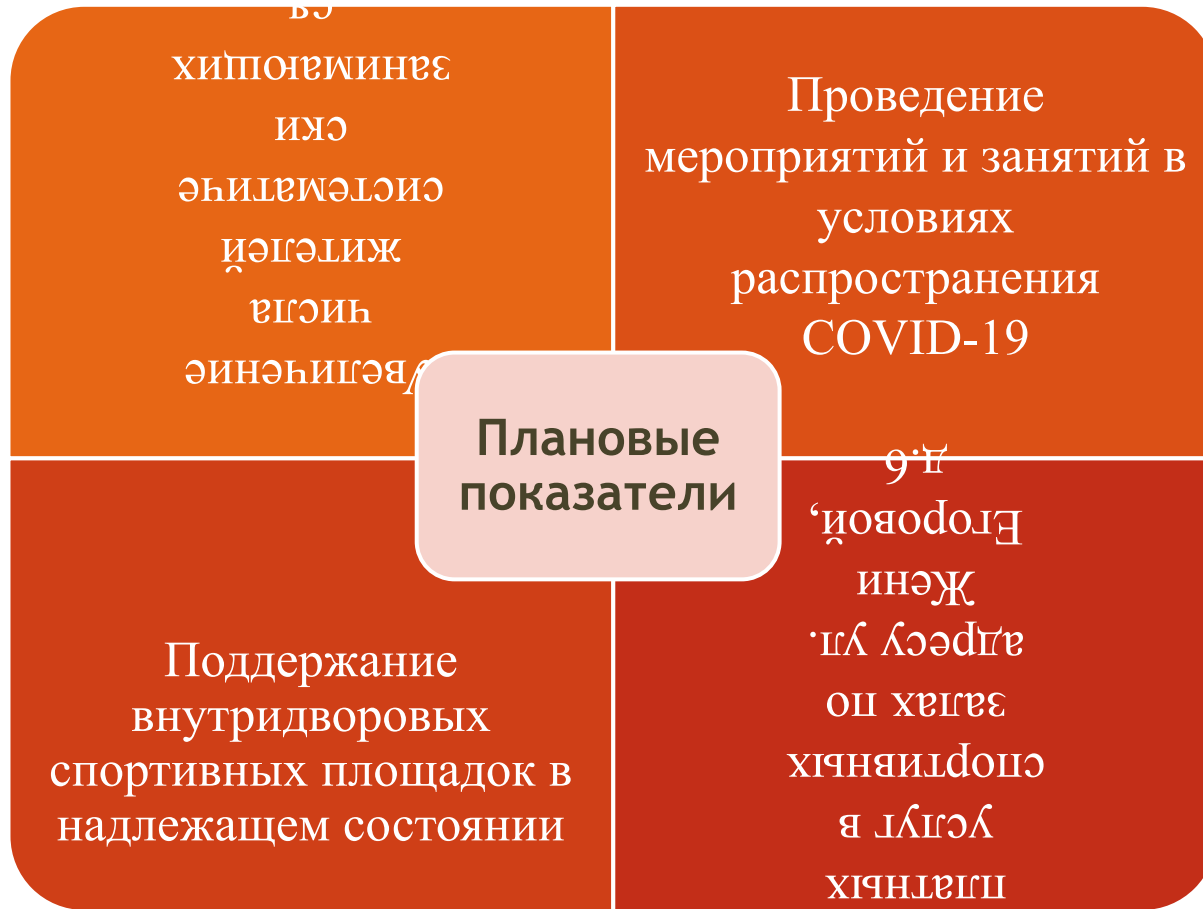 Увеличение
числа
жителей
систематиче
ски
занимающих
ся
Проведение
мероприятий и занятий в
условиях
распространения
COVID-19
Плановые
показатели
Поддержание
внутридворовых
спортивных площадок в
надлежащем состоянии
платных
услуг в
спортивных
залах по
адресу ул.
Жени
Егоровой,
д.6